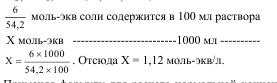 6/54,2 моль-экв соли содержится в 100 мл раствора
X моль-экв -------------------------1000 мл ----------
X = 6×1000/54,2×100 . Отсюда X = 1,12 моль-экв/л.